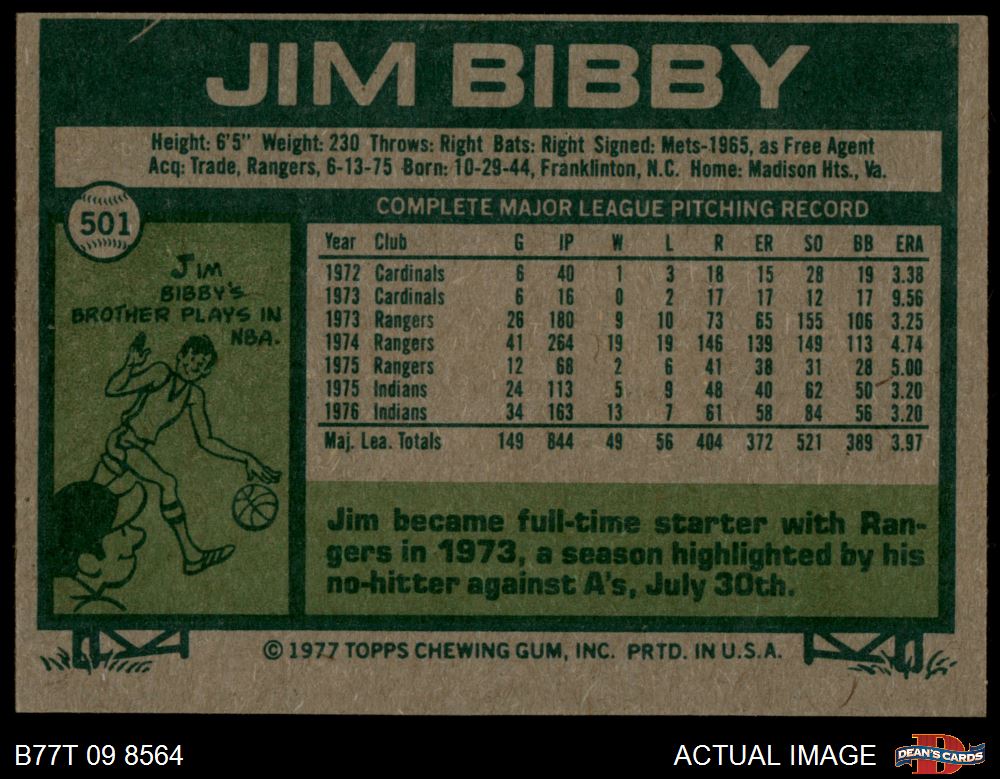 JIM BIBBY
Height: 6'5" Weight: 230 Throws: Right Bats: Right Signed: Mets-1965, as Free Agent
Acq: Trade, Rangers, 6-13-75 Born: 10-29-44, Franklinton, N.C. Home: Madison Hts., Va.
501
JIM
BIBBY'S
BROTHER PLAYS IN
NBA.
COMPLETE MAJOR LEAGUE PITCHING RECORD
Year Club G IP W L R ER SO BB ERA
1972 Cardinals 6 40 1 3 18 15 28 19 3.38
1973 Cardinals 6 16 0 2 17 17 12 17 9.56
1973 Rangers 26 180 9 10 73 65 155 106 3.25
1974 Rangers 41 264 19 19 146 139 149 113 4.74
1975 Rangers 12 68 2 6 41 38 31 28 5.00
1975 Indians 24 113 5 9 48 40 62 50 3.20
1976 Indians 34 163 13 7 61 58 84 56 3.20
Maj. Lea. Totals 149 844 49 56 404 372 521 389 3.97
Jim became full-time starter with Ran-
gers in 1973, a season highlighted by his
no-hitter against A's, July 30th.
© 1977 TOPPS CHEWING GUM, INC. PRTD. IN U.S.A.
B77T 09 8564
ACTUAL IMAGE
D
DEAN'S CARDS